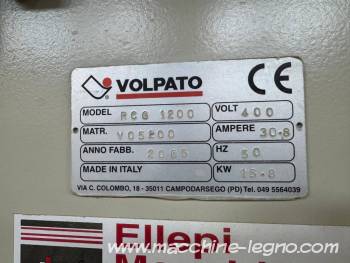 VOLPATO CE
MODEL RCG 1200 VOLT 400
MATR. V05200 AMPERE 30.8
ANNO FABB. 2005 HZ 50
MADE IN ITALY KW 15.8
VIA C. COLOMBO, 18 - 35011 CAMPODARSEGO (PD) Tel. 049 5564039
Ellepi
www.macchine-legno.com